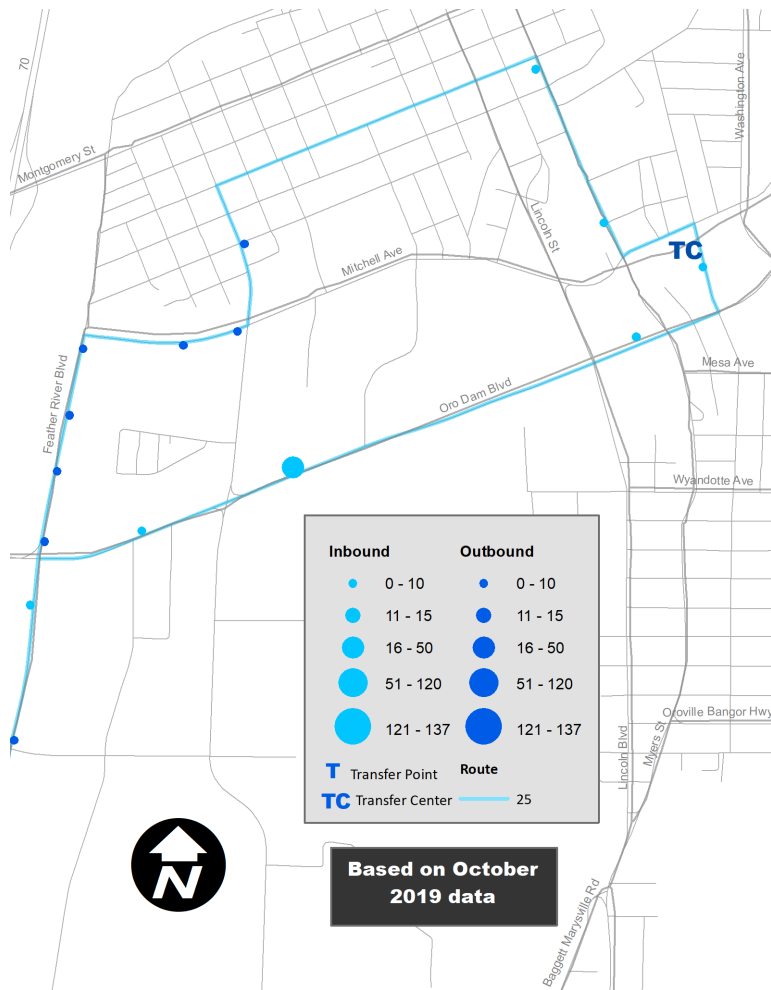 70
Washington Ave
Montgomery St
Lincoln St
TC
Mitchell Ave
Mesa Ave
Feather River Blvd
Oro Dam Blvd
Wyandotte Ave
Inbound Outbound
0 - 10 0 - 10
11 - 15 11 - 15
16 - 50 16 - 50
51 - 120 51 - 120
121 - 137 121 - 137
T Transfer Point Route
TC Transfer Center 25
Oroville Bangor Hwy
Lincoln Blvd
Myers St
N
Based on October
2019 data
Baggett Marysville Rd